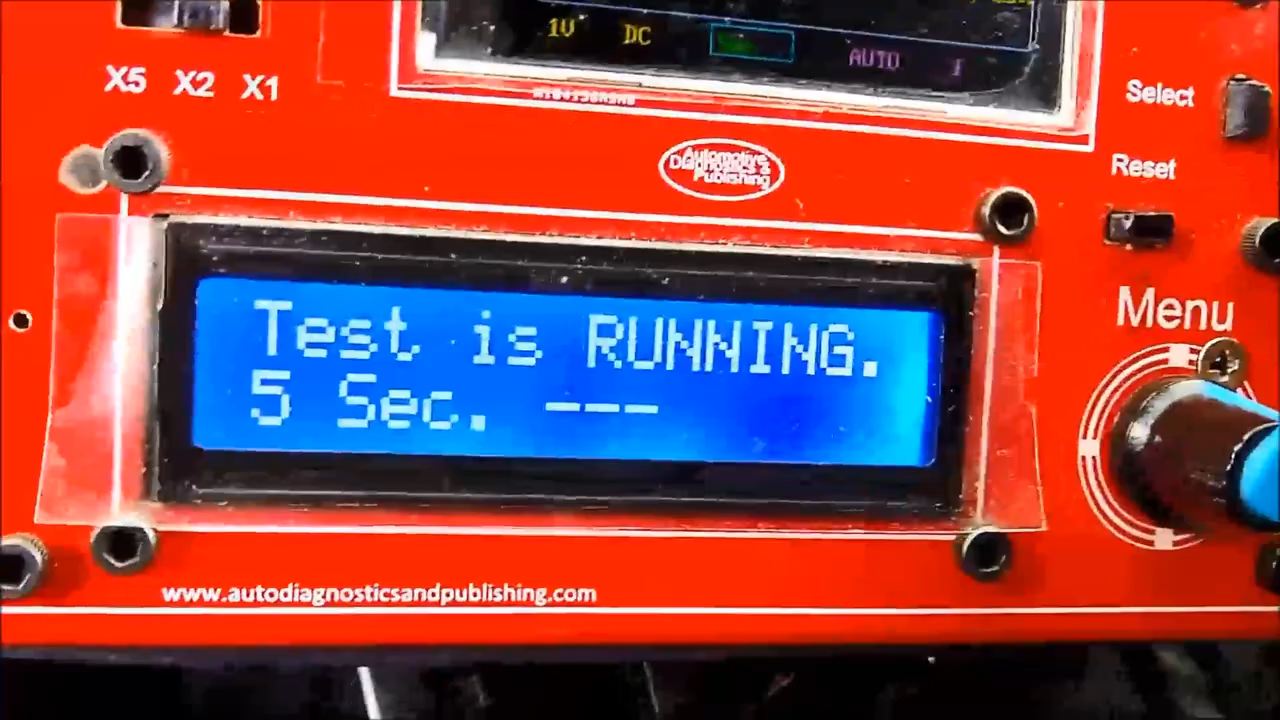 1V DC AUTO
X5 X2 X1
Select
Automotive
Diagnostics &
Publishing
Reset
Menu
Test is RUNNING.
5 Sec. ---
www.autodiagnosticsandpublishing.com